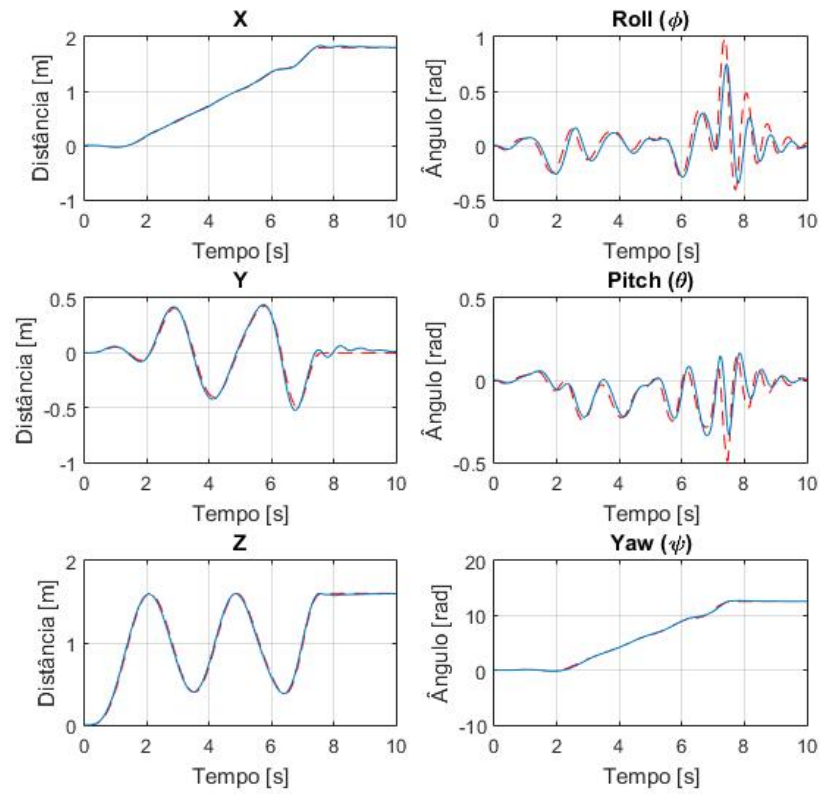 X
Distância [m]
2
1
0
-1
0 2 4 6 8 10
Tempo [s]
Roll (ϕ)
Ângulo [rad]
1
0.5
0
-0.5
0 2 4 6 8 10
Tempo [s]
Y
Distância [m]
0.5
0
-0.5
-1
0 2 4 6 8 10
Tempo [s]
Pitch (θ)
Ângulo [rad]
0.5
0
-0.5
0 2 4 6 8 10
Tempo [s]
Z
Distância [m]
2
1
0
0 2 4 6 8 10
Tempo [s]
Yaw (ψ)
Ângulo [rad]
20
10
0
-10
0 2 4 6 8 10
Tempo [s]